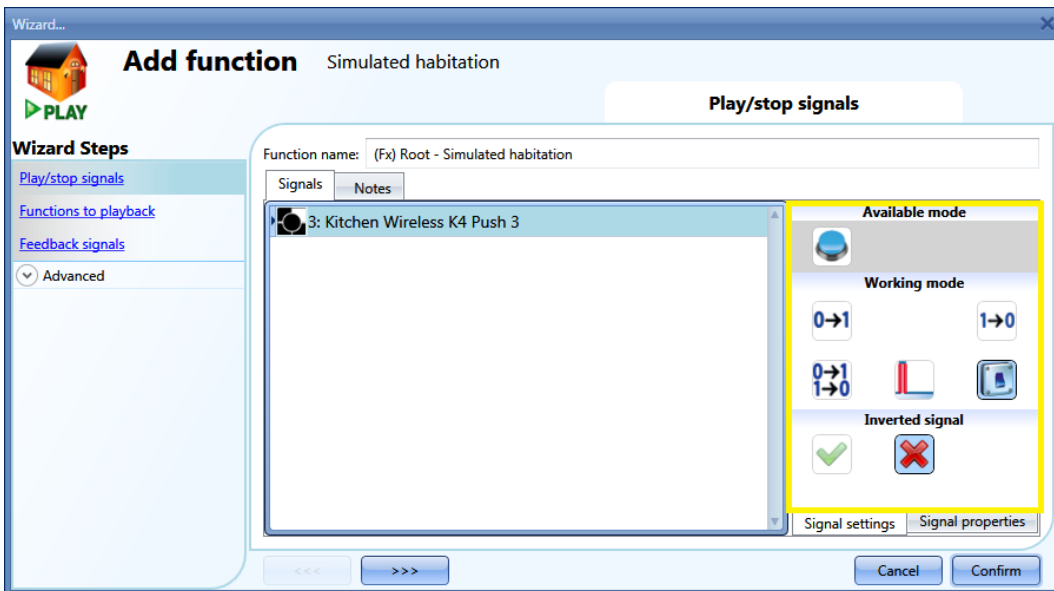 Wizard...
Add function Simulated habitation
PLAY
Play/stop signals
Wizard Steps
Play/stop signals
Functions to playback
Feedback signals
Advanced
Function name: (Fx) Root - Simulated habitation
Signals Notes
3: Kitchen Wireless K4 Push 3
Available mode
Working mode
0→1 1→0
0→1
1→0
Inverted signal
Signal settings Signal properties
<<< >>> Cancel Confirm